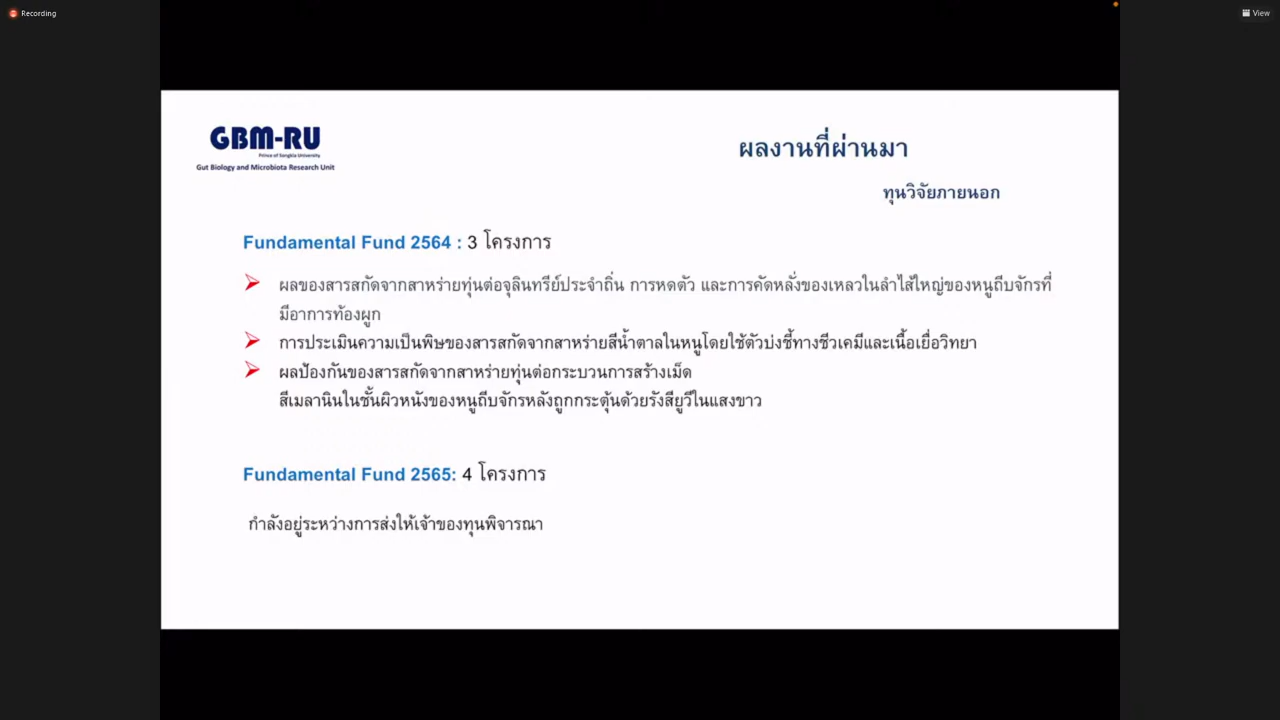 Recording
View
GBM-RU
Prince of Songkla University
Gut Biology and Microbiota Research Unit
ผลงานที่ผ่านมา
ทุนวิจัยภายนอก
Fundamental Fund 2564 : 3 โครงการ
ผลของสารสกัดจากสาหร่ายทุ่นต่อจุลินทรีย์ประจำถิ่น การหดตัว และการคัดหลั่งของเหลวในลำไส้ใหญ่ของหนูถีบจักรที่
มีอาการท้องผูก
การประเมินความเป็นพิษของสารสกัดจากสาหร่ายสีน้ำตาลในหนูโดยใช้ตัวบ่งชี้ทางชีวเคมีและเนื้อเยื่อวิทยา
ผลป้องกันของสารสกัดจากสาหร่ายทุ่นต่อกระบวนการสร้างเม็ด
สีเมลานินในชั้นผิวหนังของหนูถีบจักรหลังถูกกระตุ้นด้วยรังสียูวีในแสงขาว
Fundamental Fund 2565: 4 โครงการ
กำลังอยู่ระหว่างการส่งให้เจ้าของทุนพิจารณา